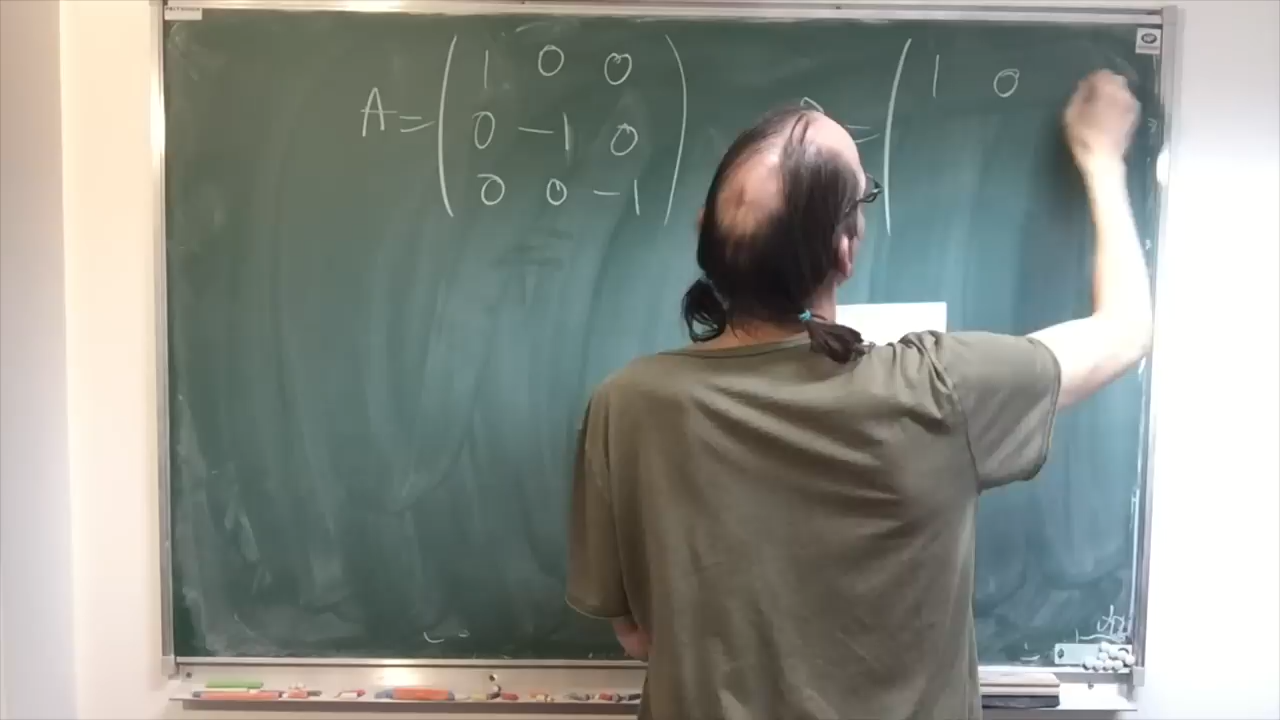 1 0 0
A = 0 -1 0
0 0 -1
= 1 0